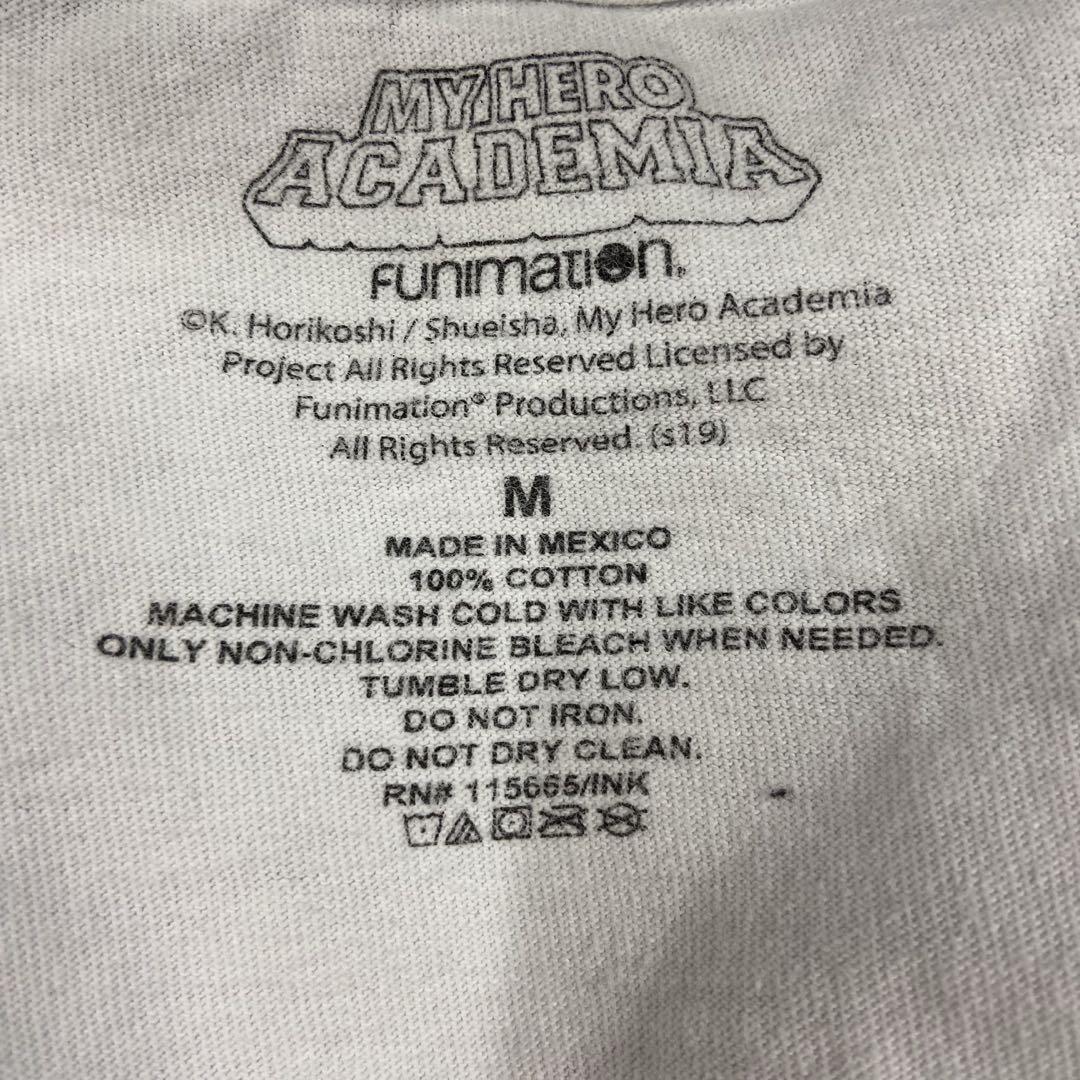 MY HERO
ACADEMIA
FUNIMATION®
©K. Horikoshi / Shueisha, My Hero Academia
Project All Rights Reserved Licensed by
Funimation® Productions, LLC
All Rights Reserved. (s19)
M
MADE IN MEXICO
100% COTTON
MACHINE WASH COLD WITH LIKE COLORS
ONLY NON-CHLORINE BLEACH WHEN NEEDED.
TUMBLE DRY LOW.
DO NOT IRON.
DO NOT DRY CLEAN.
RN# 115665/INK